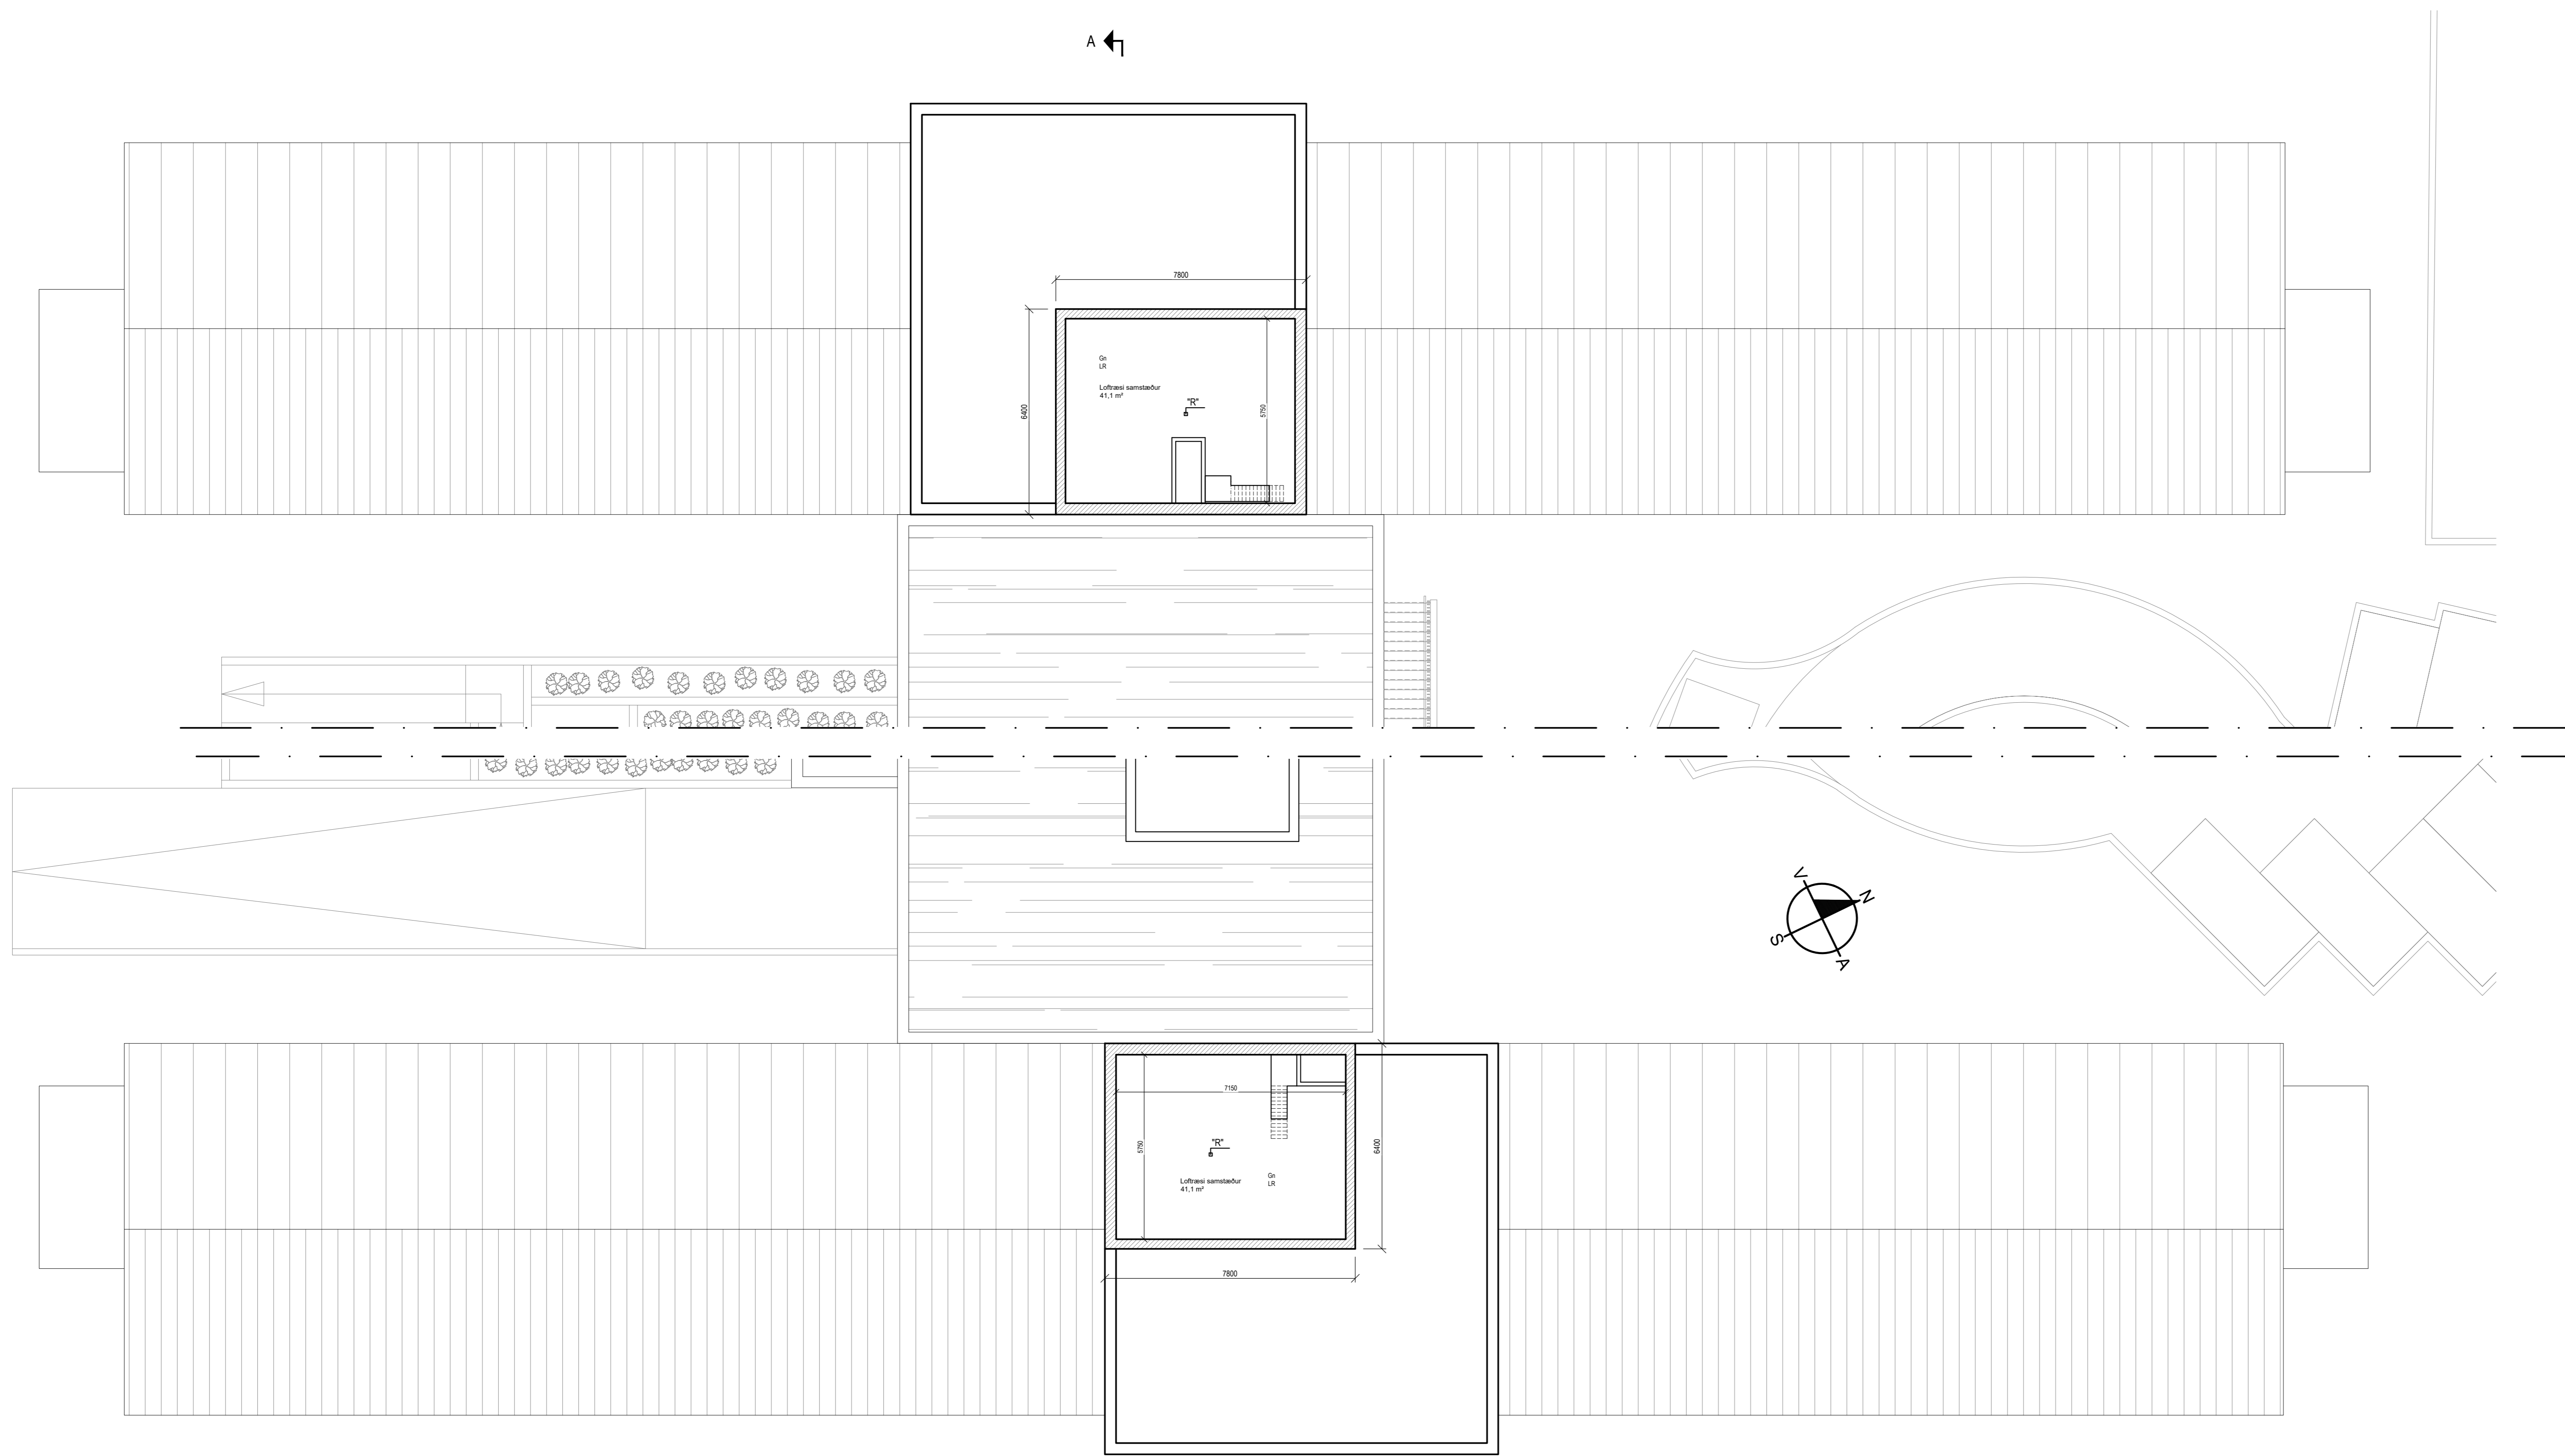 A
7800
Gn
LR
Loftræsi samstæður
41,1 m²
"R"
6400
5750
V
N
S
A
7150
5750
"R"
6400
Gn
LR
Loftræsi samstæður
41,1 m²
7800